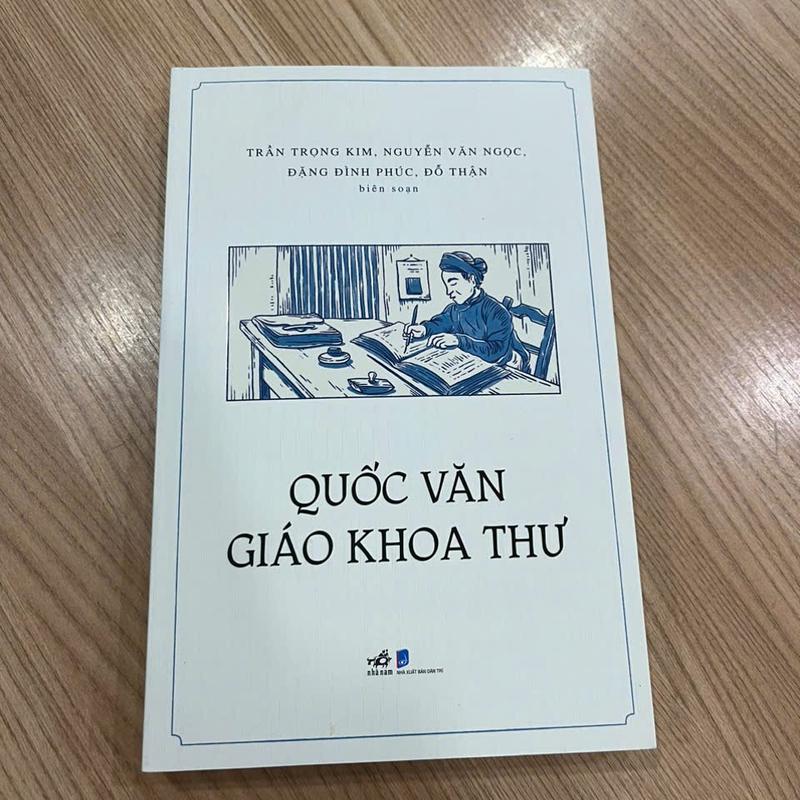 TRẦN TRỌNG KIM, NGUYỄN VĂN NGỌC,
ĐẶNG ĐÌNH PHÚC, ĐỖ THẬN
biên soạn
QUỐC VĂN
GIÁO KHOA THƯ
nhã nam
NHÀ XUẤT BẢN DÂN TRÍ